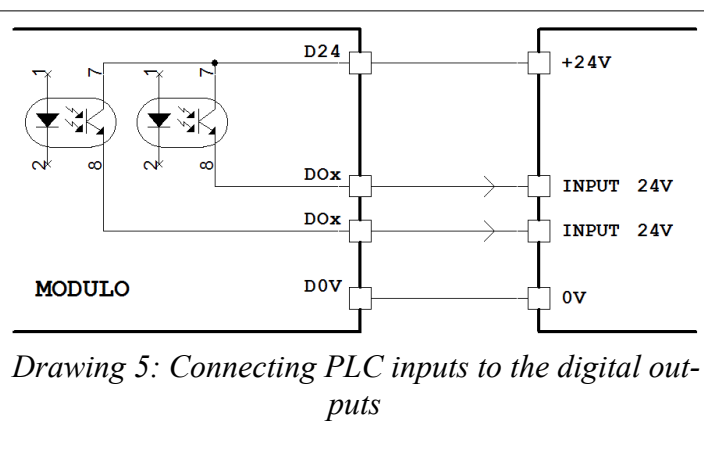 D24
+24V
1
7
1
7
2
8
2
8
DOx
INPUT 24V
DOx
INPUT 24V
MODULO
D0V
0V
Drawing 5: Connecting PLC inputs to the digital out-
puts